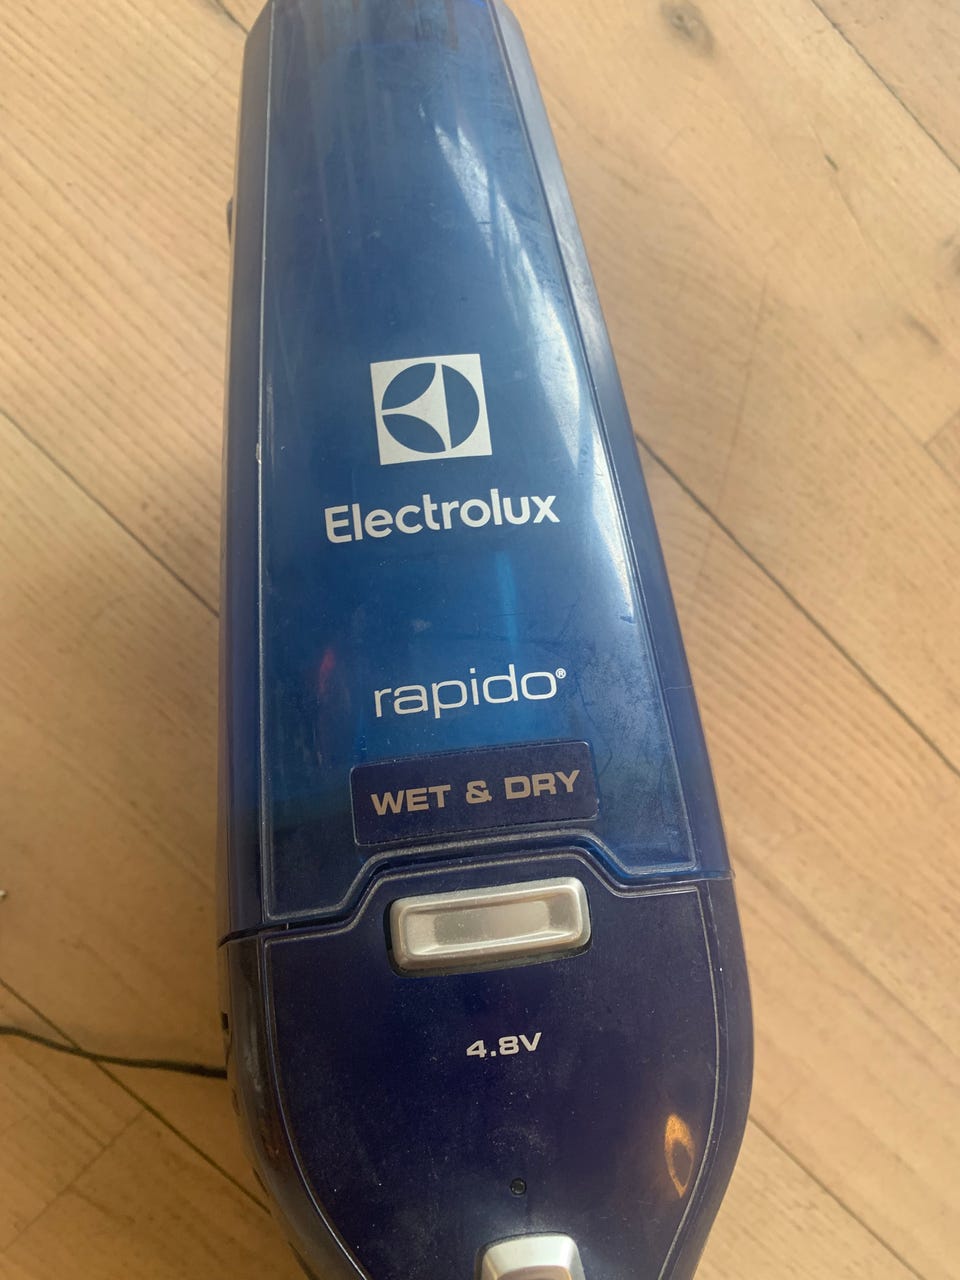 Electrolux
rapido®
WET & DRY
4.8V